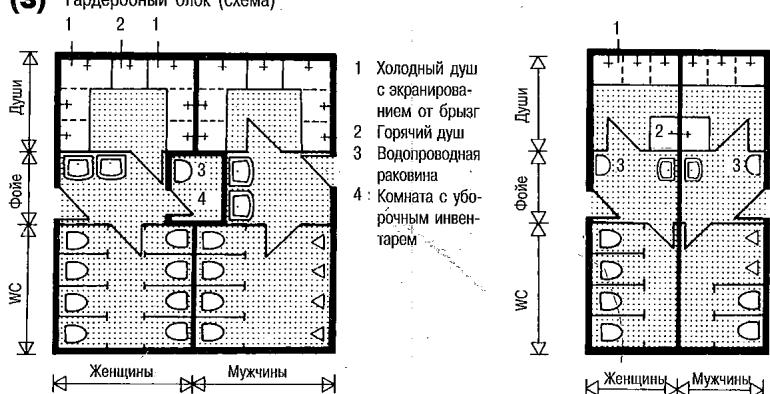 (3) Гардеробный блок (схема)
1 2 1
1 Холодный душ
с экранирова-
нием от брызг
2 Горячий душ
3 Водопроводная
раковина
4 Комната с убо-
рочным инвен-
тарем
Души
Фойе
WC
3
4
Женщины
Мужчины
1
Души
Фойе
WC
2
3
3
Женщины
Мужчины